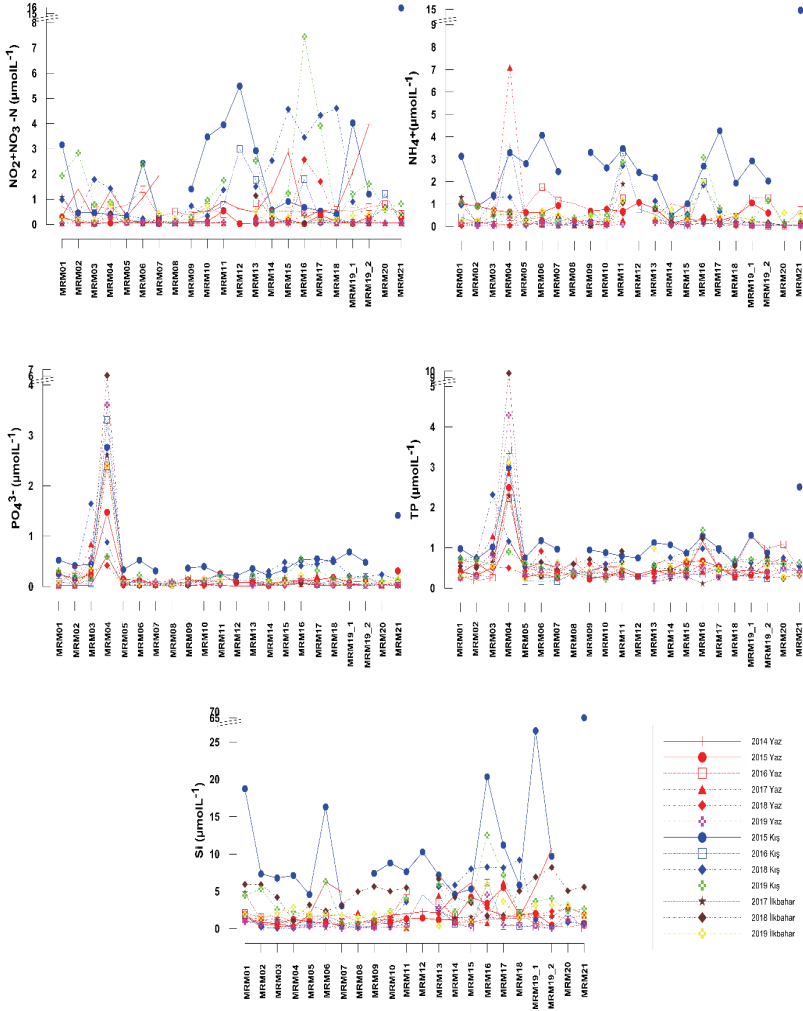 16
15
8
7
6
5
4
3
2
1
0
NO₂+NO₃ -N (µmolL⁻¹)
MRM01
MRM02
MRM03
MRM04
MRM05
MRM06
MRM07
MRM08
MRM09
MRM10
MRM11
MRM12
MRM13
MRM14
MRM15
MRM16
MRM17
MRM18
MRM19_1
MRM19_2
MRM20
MRM21
15
9
8
7
6
5
4
3
2
1
0
NH₄+(µmolL⁻¹)
MRM01
MRM02
MRM03
MRM04
MRM05
MRM06
MRM07
MRM08
MRM09
MRM10
MRM11
MRM12
MRM13
MRM14
MRM15
MRM16
MRM17
MRM18
MRM19_1
MRM19_2
MRM20
MRM21
7
6
4
3
2
1
0
PO₄³⁻ (µmolL⁻¹)
MRM01
MRM02
MRM03
MRM04
MRM05
MRM06
MRM07
MRM08
MRM09
MRM10
MRM11
MRM12
MRM13
MRM14
MRM15
MRM16
MRM17
MRM18
MRM19_1
MRM19_2
MRM20
MRM21
10
9
5
4
3
2
1
0
TP (µmolL⁻¹)
MRM01
MRM02
MRM03
MRM04
MRM05
MRM06
MRM07
MRM08
MRM09
MRM10
MRM11
MRM12
MRM13
MRM14
MRM15
MRM16
MRM17
MRM18
MRM19_1
MRM19_2
MRM20
MRM21
70
65
25
20
15
10
5
0
Si (µmolL⁻¹)
MRM01
MRM02
MRM03
MRM04
MRM05
MRM06
MRM07
MRM08
MRM09
MRM10
MRM11
MRM12
MRM13
MRM14
MRM15
MRM16
MRM17
MRM18
MRM19_1
MRM19_2
MRM20
MRM21
2014 Yaz
2015 Yaz
2016 Yaz
2017 Yaz
2018 Yaz
2019 Yaz
2015 Kış
2016 Kış
2018 Kış
2019 Kış
2017 İlkbahar
2018 İlkbahar
2019 İlkbahar